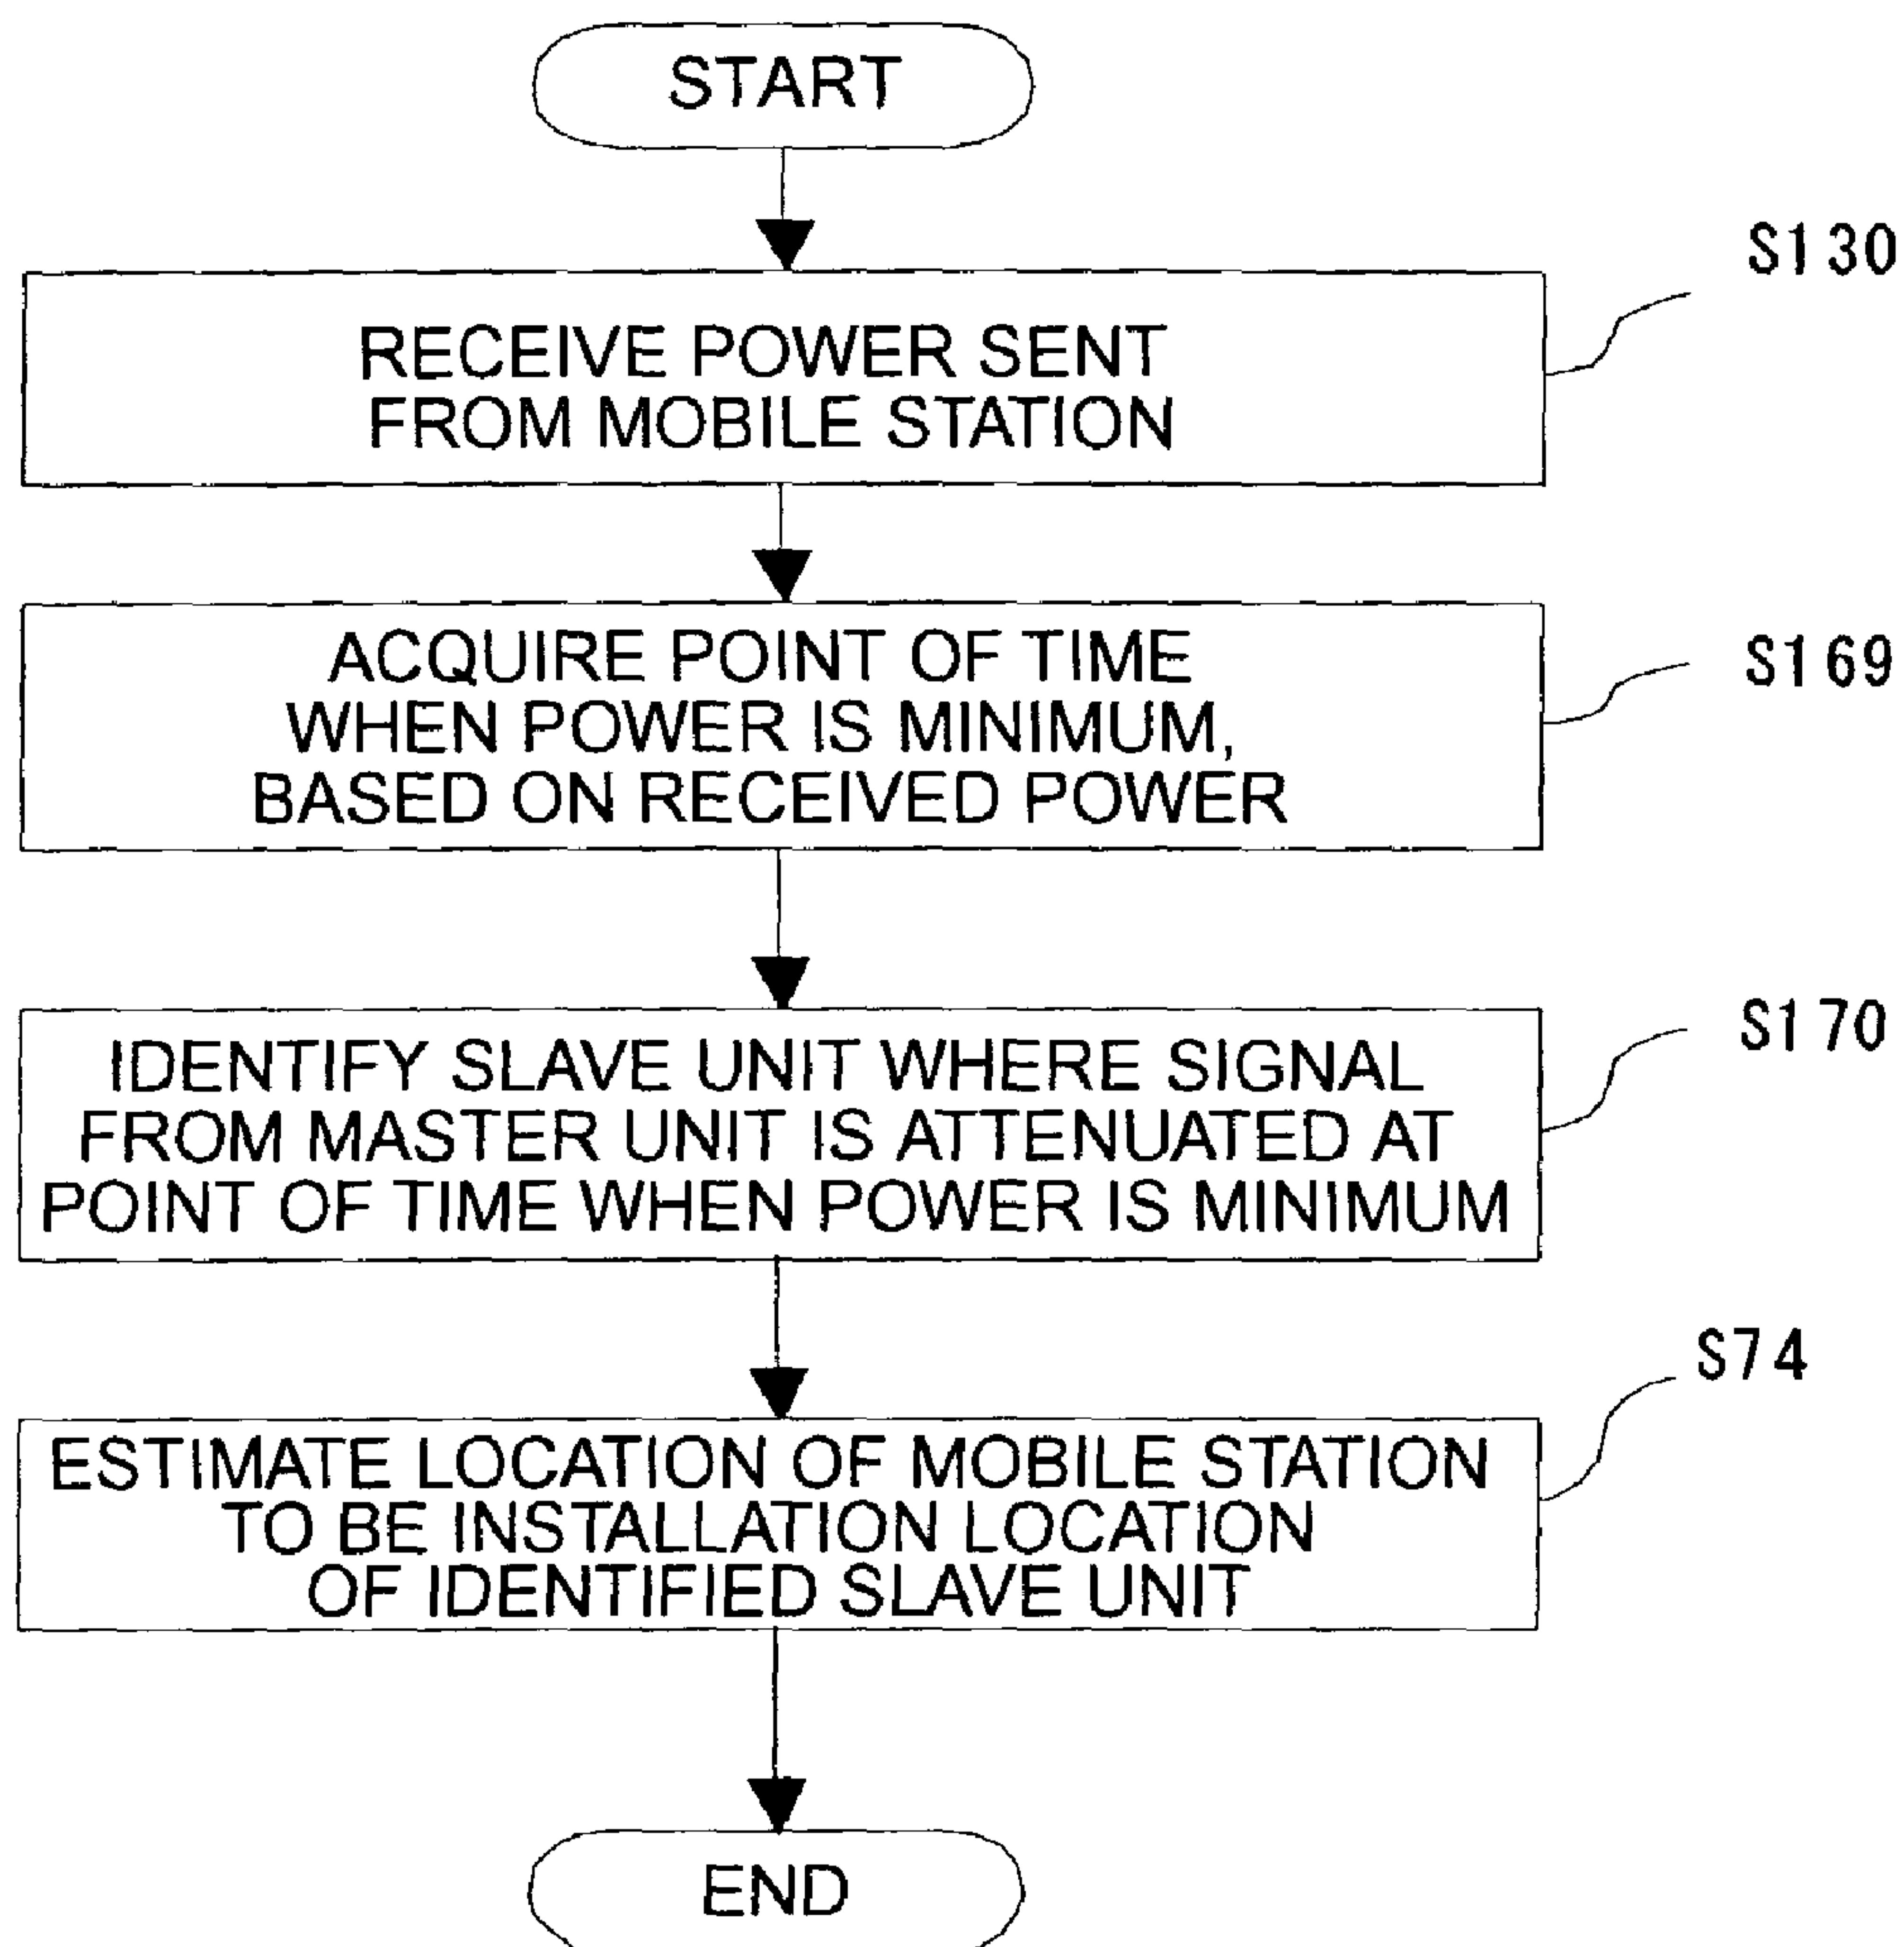 START
S130
RECEIVE POWER SENT
FROM MOBILE STATION
S169
ACQUIRE POINT OF TIME
WHEN POWER IS MINIMUM,
BASED ON RECEIVED POWER
S170
IDENTIFY SLAVE UNIT WHERE SIGNAL
FROM MASTER UNIT IS ATTENUATED AT
POINT OF TIME WHEN POWER IS MINIMUM
S74
ESTIMATE LOCATION OF MOBILE STATION
TO BE INSTALLATION LOCATION
OF IDENTIFIED SLAVE UNIT
END